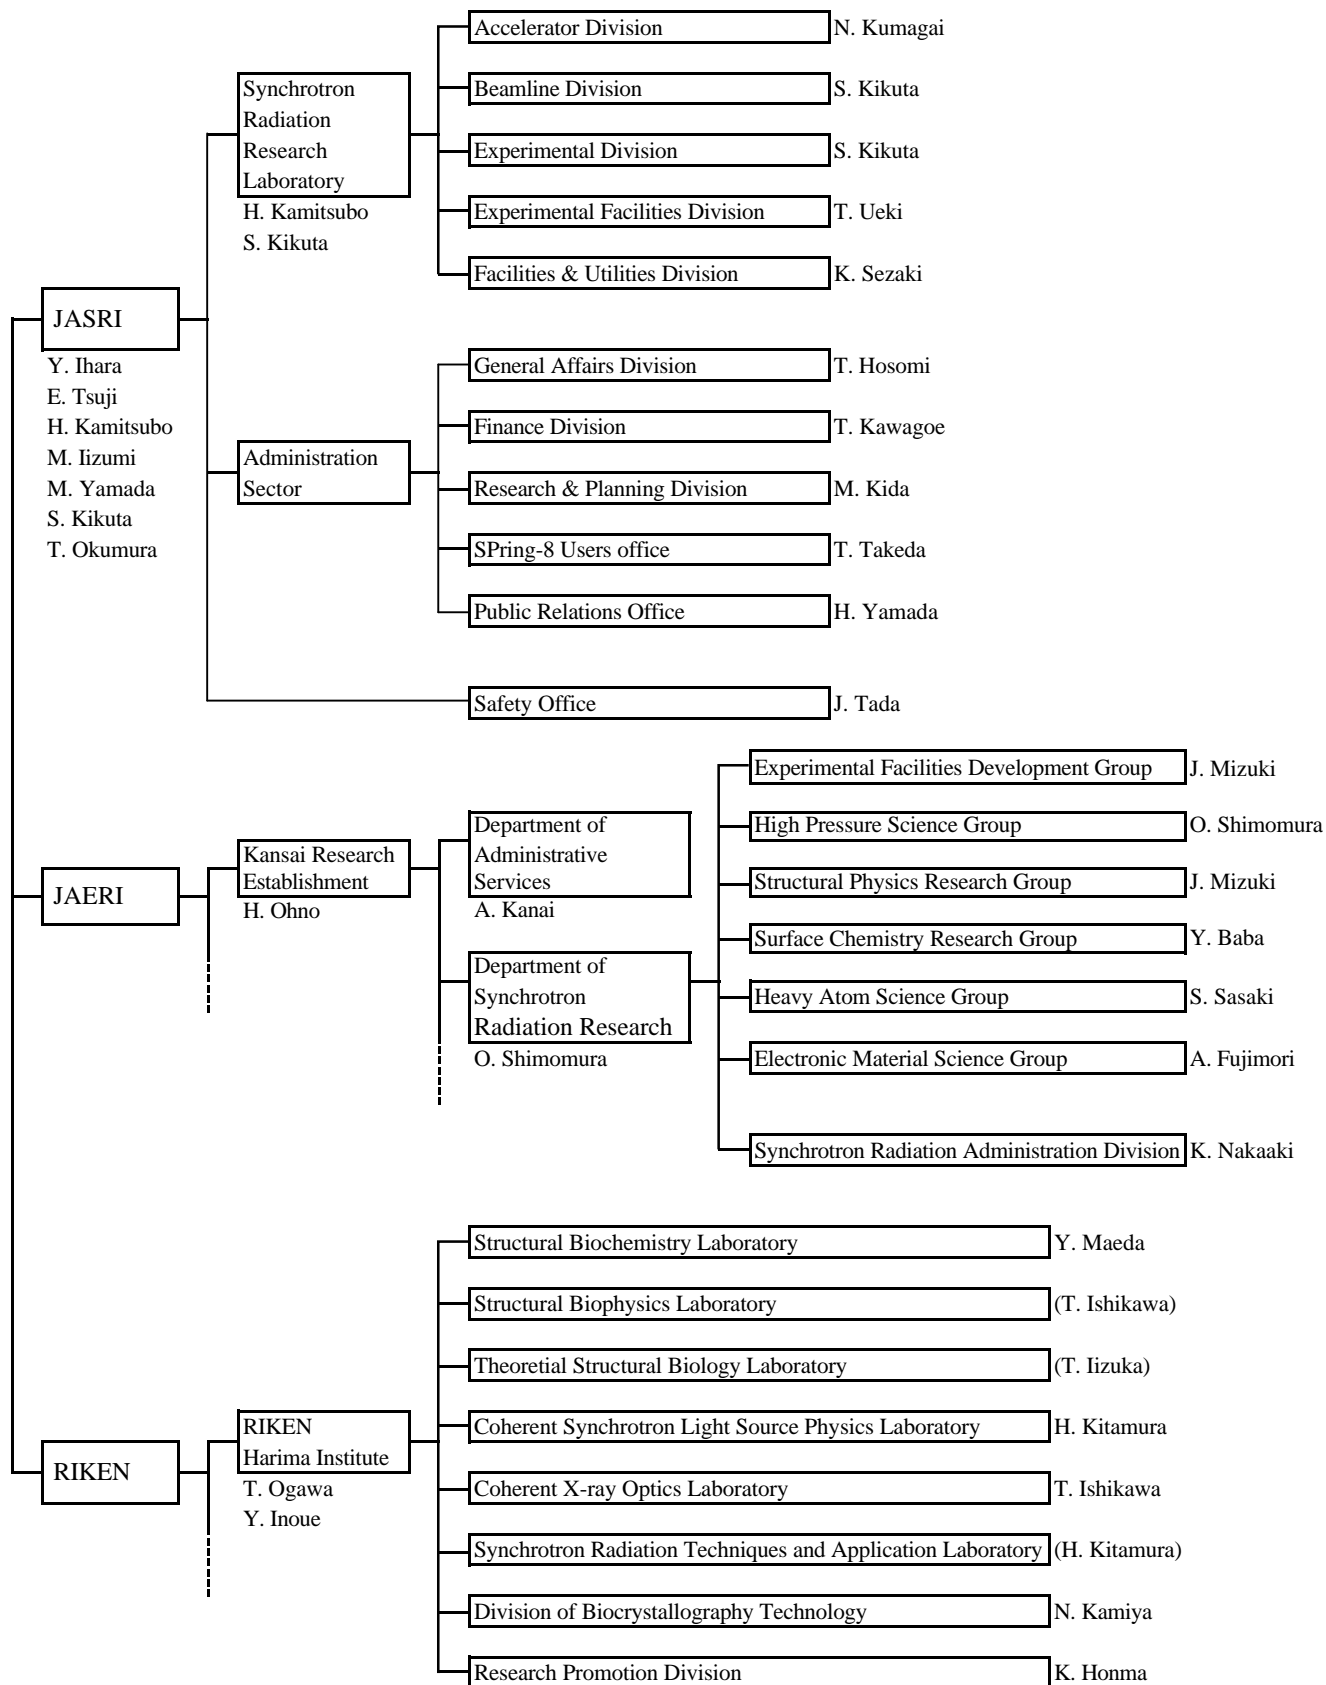 Accelerator Division N. Kumagai
Synchrotron
Radiation
Research
Laboratory
H. Kamitsubo
S. Kikuta
Beamline Division S. Kikuta
Experimental Division S. Kikuta
Experimental Facilities Division T. Ueki
Facilities & Utilities Division K. Sezaki
JASRI
Y. Ihara
E. Tsuji
H. Kamitsubo
M. Iizumi
M. Yamada
S. Kikuta
T. Okumura
Administration
Sector
General Affairs Division T. Hosomi
Finance Division T. Kawagoe
Research & Planning Division M. Kida
SPring-8 Users office T. Takeda
Public Relations Office H. Yamada
Safety Office J. Tada
JAERI
Kansai Research
Establishment
H. Ohno
Department of
Administrative
Services
A. Kanai
Department of
Synchrotron
Radiation Research
O. Shimomura
Experimental Facilities Development Group J. Mizuki
High Pressure Science Group O. Shimomura
Structural Physics Research Group J. Mizuki
Surface Chemistry Research Group Y. Baba
Heavy Atom Science Group S. Sasaki
Electronic Material Science Group A. Fujimori
Synchrotron Radiation Administration Division K. Nakaaki
RIKEN
RIKEN
Harima Institute
T. Ogawa
Y. Inoue
Structural Biochemistry Laboratory Y. Maeda
Structural Biophysics Laboratory (T. Ishikawa)
Theoretial Structural Biology Laboratory (T. Iizuka)
Coherent Synchrotron Light Source Physics Laboratory H. Kitamura
Coherent X-ray Optics Laboratory T. Ishikawa
Synchrotron Radiation Techniques and Application Laboratory (H. Kitamura)
Division of Biocrystallography Technology N. Kamiya
Research Promotion Division K. Honma